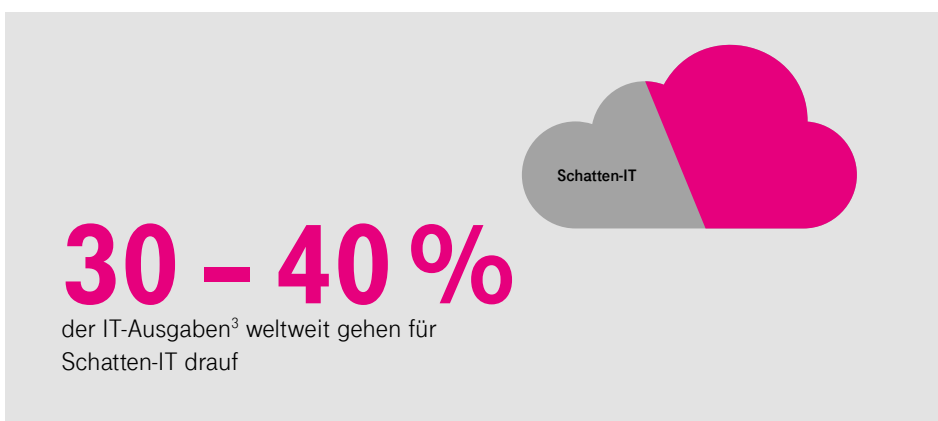 Schatten-IT
30 – 40 %
der IT-Ausgaben³ weltweit gehen für
Schatten-IT drauf